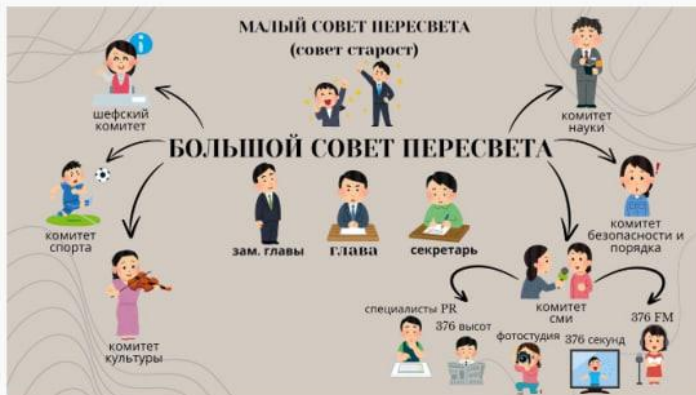 МАЛЫЙ СОВЕТ ПЕРЕСВЕТА
(совет старост)
шефский
комитет
комитет
науки
БОЛЬШОЙ СОВЕТ ПЕРЕСВЕТА
комитет
спорта
зам. главы
глава
секретарь
комитет
безопасности и
порядка
комитет
культуры
комитет
сми
специалисты PR
376 высот
фотостудия
376 секунд
376 FM